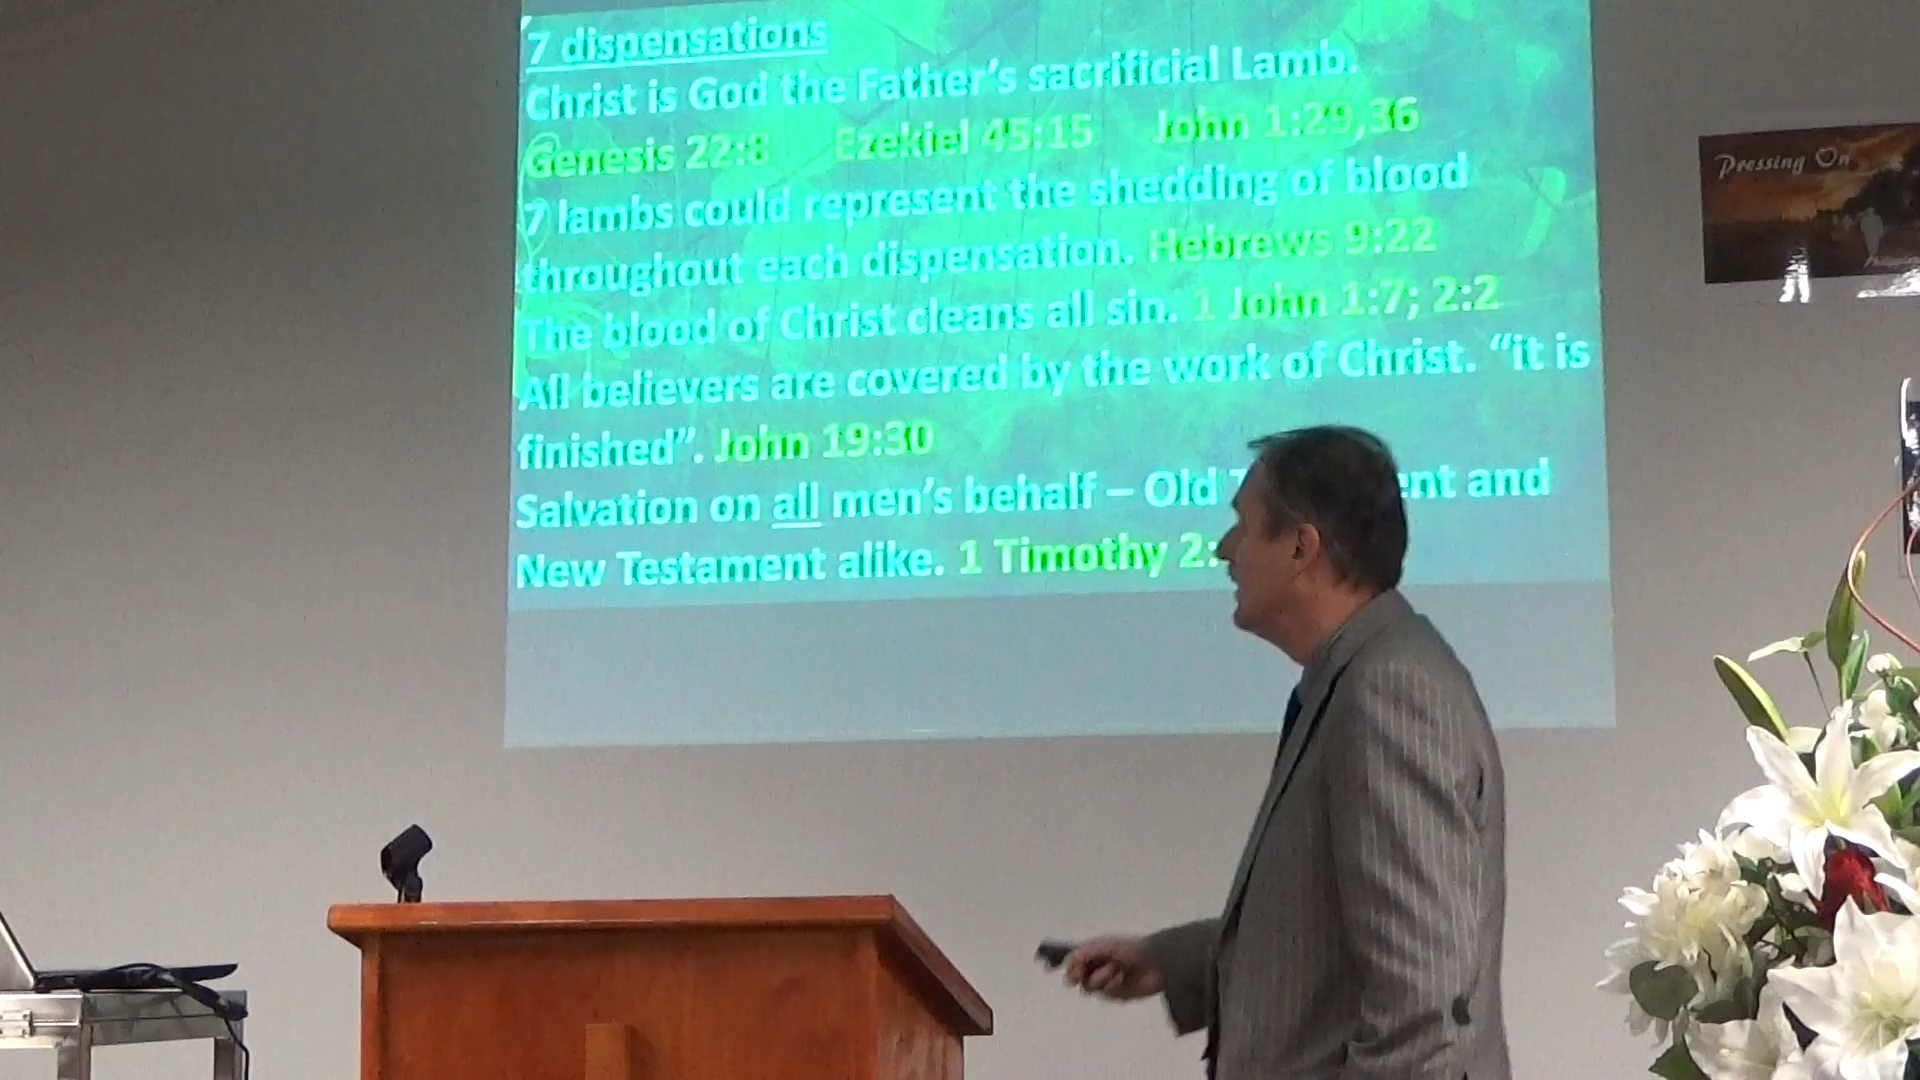 7 dispensations
Christ is God the Father's sacrificial Lamb.
Genesis 22:8 Ezekiel 45:15 John 1:29,36
7 lambs could represent the shedding of blood
throughout each dispensation. Hebrews 9:22
The blood of Christ cleans all sin. 1 John 1:7; 2:2
All believers are covered by the work of Christ. "it is
finished". John 19:30
Salvation on all men's behalf – Old and
New Testament alike. 1 Timothy 2:
Pressing On